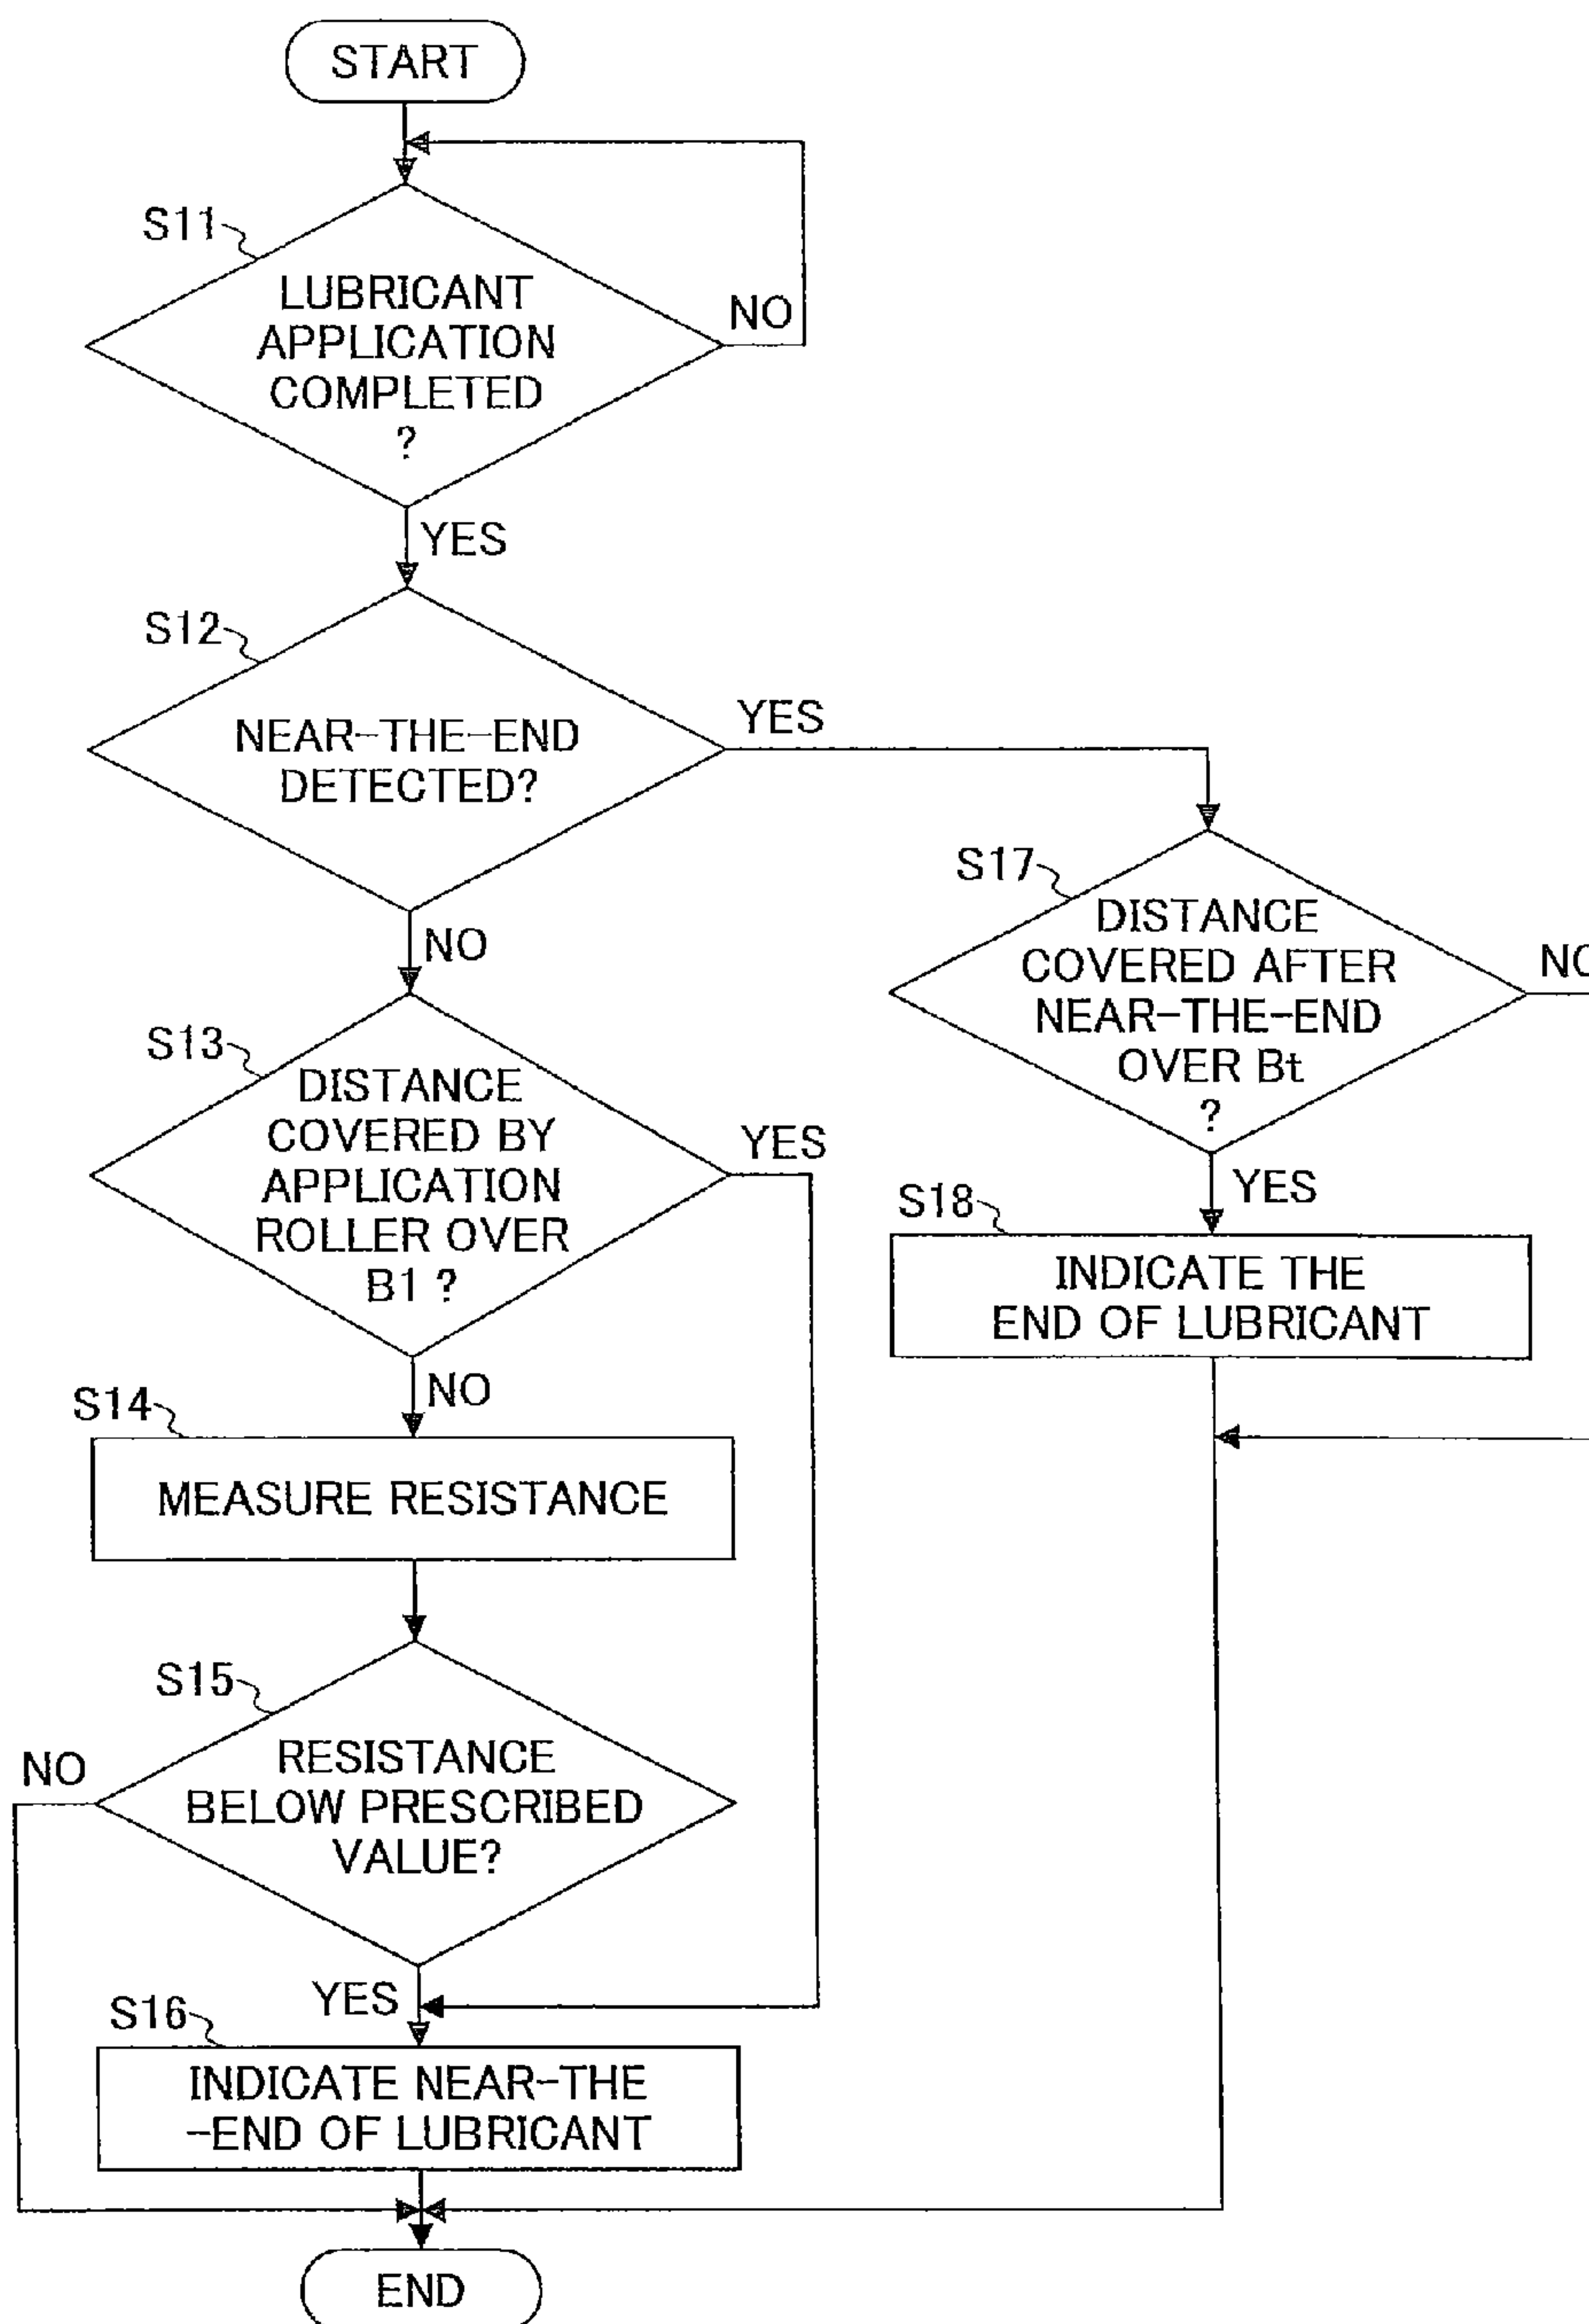 START
S11
LUBRICANT
APPLICATION
COMPLETED
?
NO
YES
S12
NEAR-THE-END
DETECTED?
YES
NO
S17
DISTANCE
COVERED AFTER
NEAR-THE-END
OVER Bt
?
NO
YES
S13
DISTANCE
COVERED BY
APPLICATION
ROLLER OVER
B1 ?
YES
NO
S18
INDICATE THE
END OF LUBRICANT
S14
MEASURE RESISTANCE
S15
RESISTANCE
BELOW PRESCRIBED
VALUE?
NO
YES
S16
INDICATE NEAR-THE
-END OF LUBRICANT
END